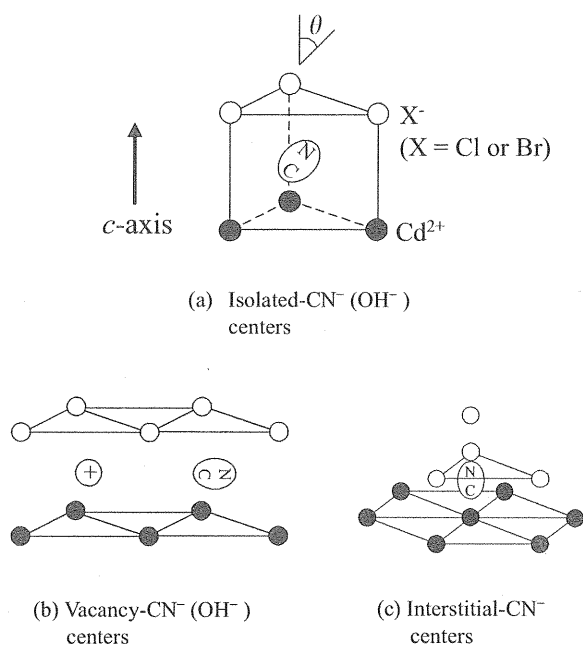 θ
X⁻
(X = Cl or Br)
N
C
c-axis
Cd²⁺
(a) Isolated-CN⁻ (OH⁻ )
centers
+
N
C
N
C
(b) Vacancy-CN⁻ (OH⁻ )
centers
(c) Interstitial-CN⁻
centers